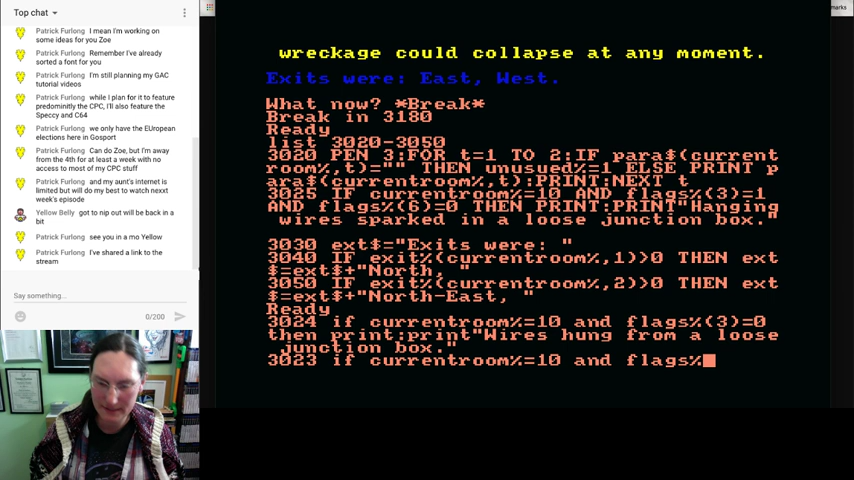 Top chat
Patrick Furlong I mean I'm working on
some ideas for you Zoe
Patrick Furlong Remember I've already
sorted a font for you
Patrick Furlong I'm still planning my GAC
tutorial videos
Patrick Furlong while I plan for it to feature
predominitly the CPC, I'll also feature the
Speccy and C64
Patrick Furlong we only have the EUropean
elections here in Gosport
Patrick Furlong Can do Zoe, but I'm away
from the 4th for at least a week with no
access to most of my CPC stuff
Patrick Furlong and my aunt's internet is
limited but will do my best to watch nexxt
week's episode
Yellow Belly got to nip out will be back in a
bit
Patrick Furlong see you in a mo Yellow
Patrick Furlong I've shared a link to the
stream
Say something...
0/200
marks
wreckage could collapse at any moment.
Exits were: East, West.
What now? *Break*
Break in 3180
Ready
list 3020-3050
3020 PEN 3:FOR t=1 TO 2:IF para$(current
room%,t)="" THEN unusued%=1 ELSE PRINT p
ara$(currentroom%,t):PRINT:NEXT t
3025 IF currentroom%=10 AND flags%(3)=1
AND flags%(6)=0 THEN PRINT:PRINT"Hanging
wires sparked in a loose junction box."
3030 ext$="Exits were: "
3040 IF exit%(currentroom%,1)>0 THEN ext
$=ext$+"North, "
3050 IF exit%(currentroom%,2)>0 THEN ext
$=ext$+"North-East, "
Ready
3024 if currentroom%=10 and flags%(3)=0
then print:print"Wires hung from a loose
junction box."
3023 if currentroom%=10 and flags%